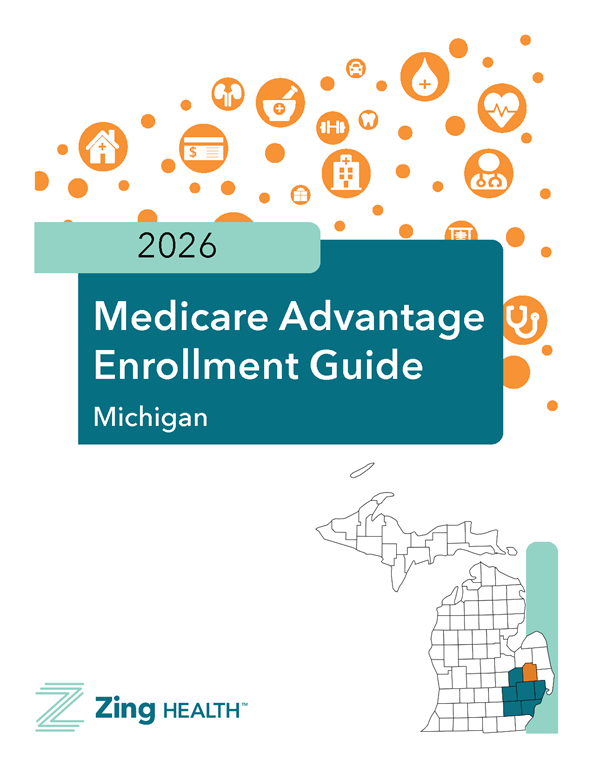 2026
Medicare Advantage
Enrollment Guide
Michigan
$
Zing HEALTH™